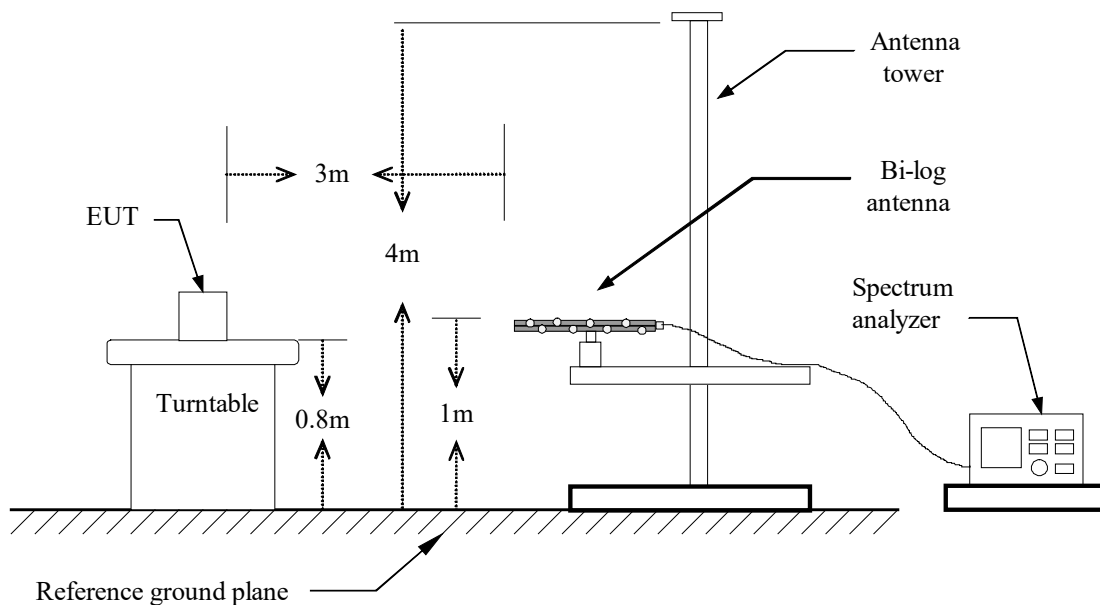 Antenna
tower
3m
Bi-log
antenna
EUT
4m
Spectrum
analyzer
Turntable
0.8m
1m
Reference ground plane